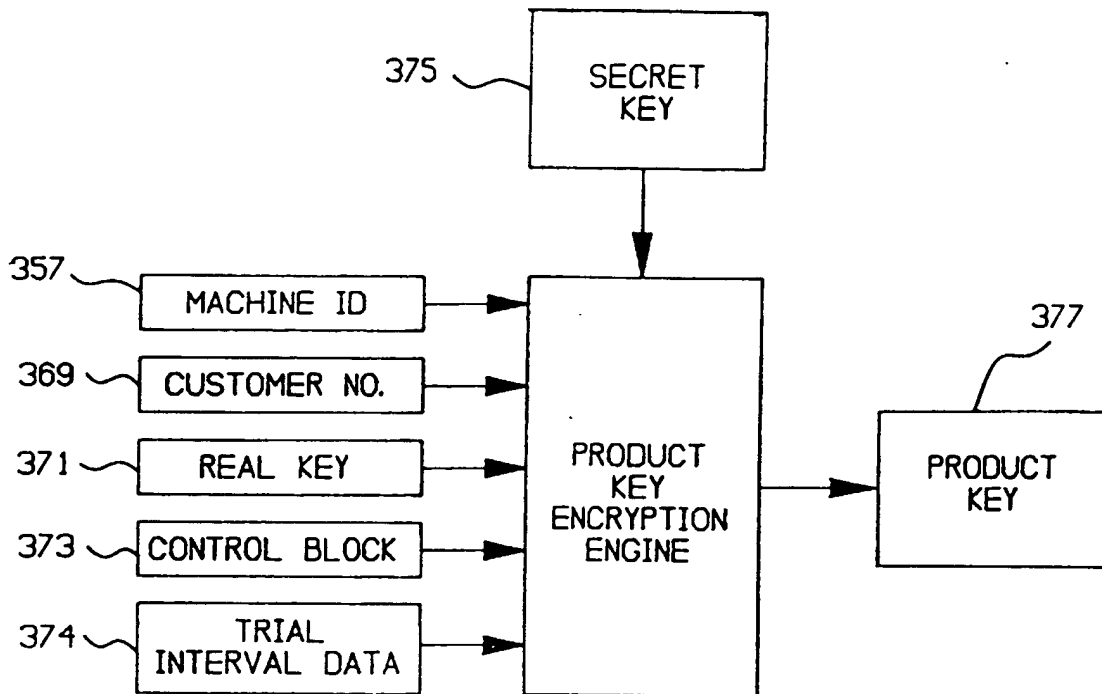 375
SECRET
KEY
357
MACHINE ID
369
CUSTOMER NO.
371
REAL KEY
373
CONTROL BLOCK
374
TRIAL
INTERVAL DATA
PRODUCT
KEY
ENCRYPTION
ENGINE
377
PRODUCT
KEY